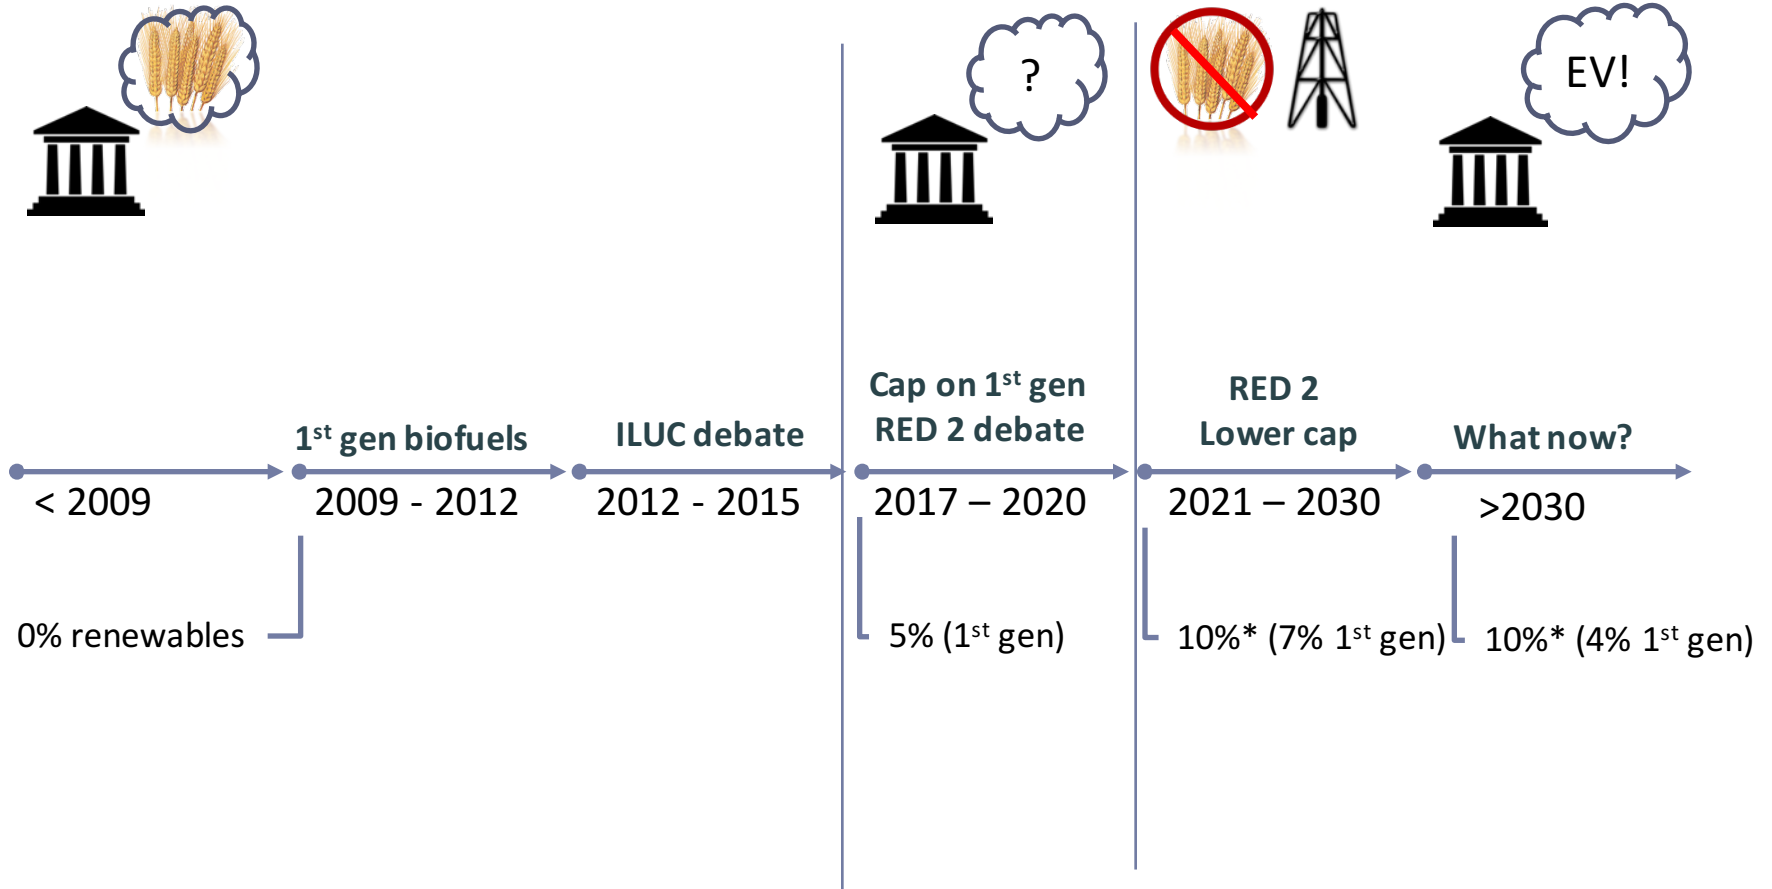 ?
EV!
Cap on 1st gen
RED 2 debate
RED 2
Lower cap
1st gen biofuels
ILUC debate
What now?
< 2009
2009 - 2012
2012 - 2015
2017 – 2020
2021 – 2030
>2030
0% renewables
5% (1st gen)
10%* (7% 1st gen)
10%* (4% 1st gen)